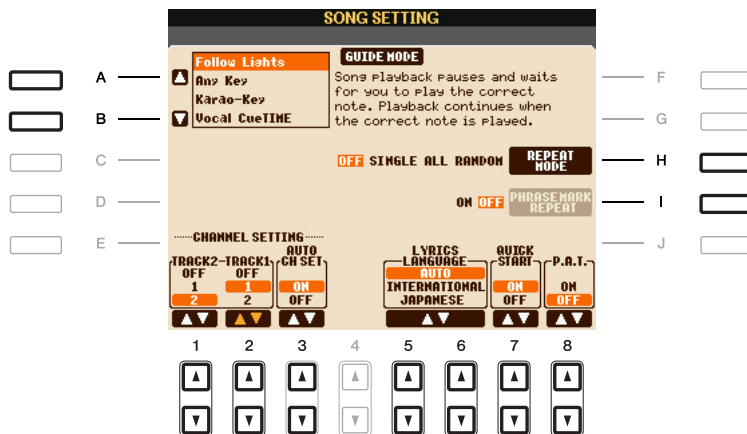 SONG SETTING
Follow Lights
Any Key
Karao-Key
Vocal CueTIME
GUIDE MODE
Song playback pauses and waits
for you to play the correct
note. Playback continues when
the correct note is played.
A
B
C
D
E
F
G
H
I
J
OFF SINGLE ALL RANDOM
REPEAT
MODE
ON OFF
PHRASE MARK
REPEAT
CHANNEL SETTING
TRACK2
OFF
1
2
TRACK1
OFF
1
2
AUTO
CH SET
ON
OFF
LYRICS
LANGUAGE
AUTO
INTERNATIONAL
JAPANESE
QUICK
START
ON
OFF
P.A.T.
ON
OFF
1 2 3 4 5 6 7 8